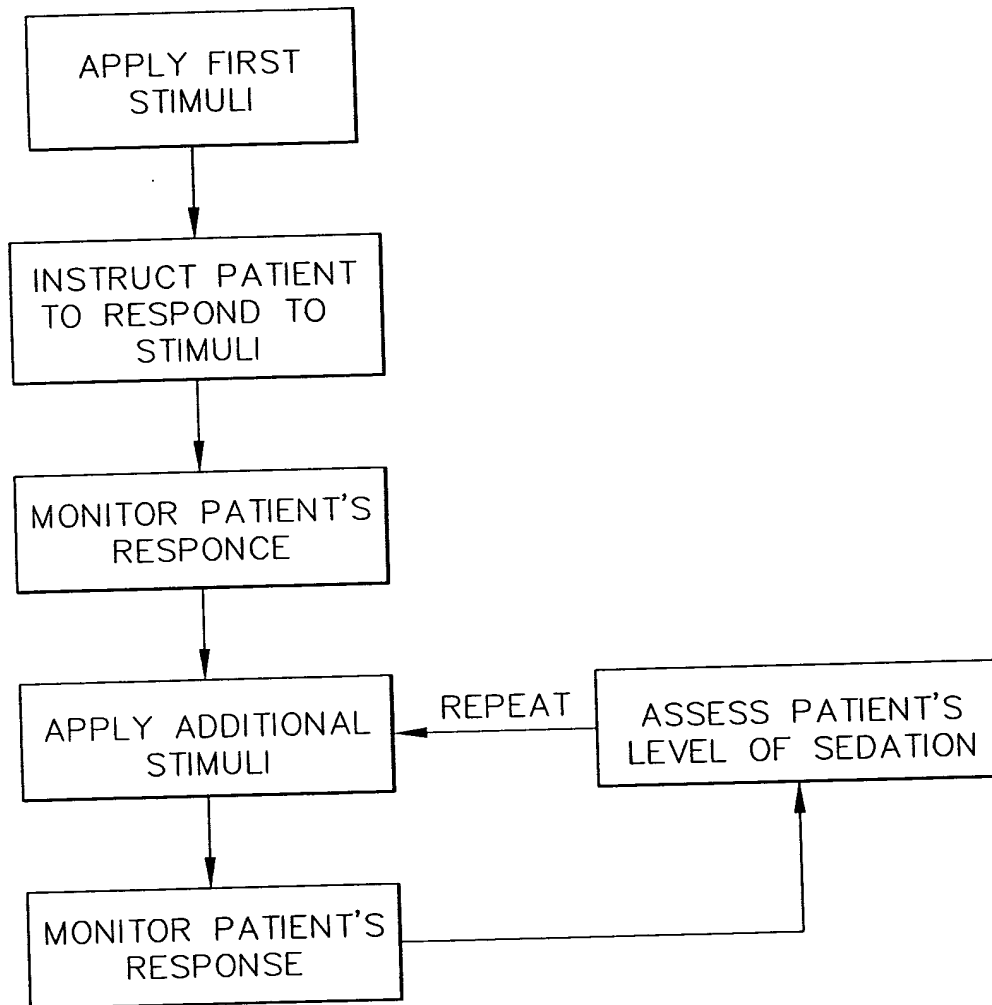 APPLY FIRST
STIMULI
INSTRUCT PATIENT
TO RESPOND TO
STIMULI
MONITOR PATIENT'S
RESPONCE
APPLY ADDITIONAL
STIMULI
REPEAT
ASSESS PATIENT'S
LEVEL OF SEDATION
MONITOR PATIENT'S
RESPONSE